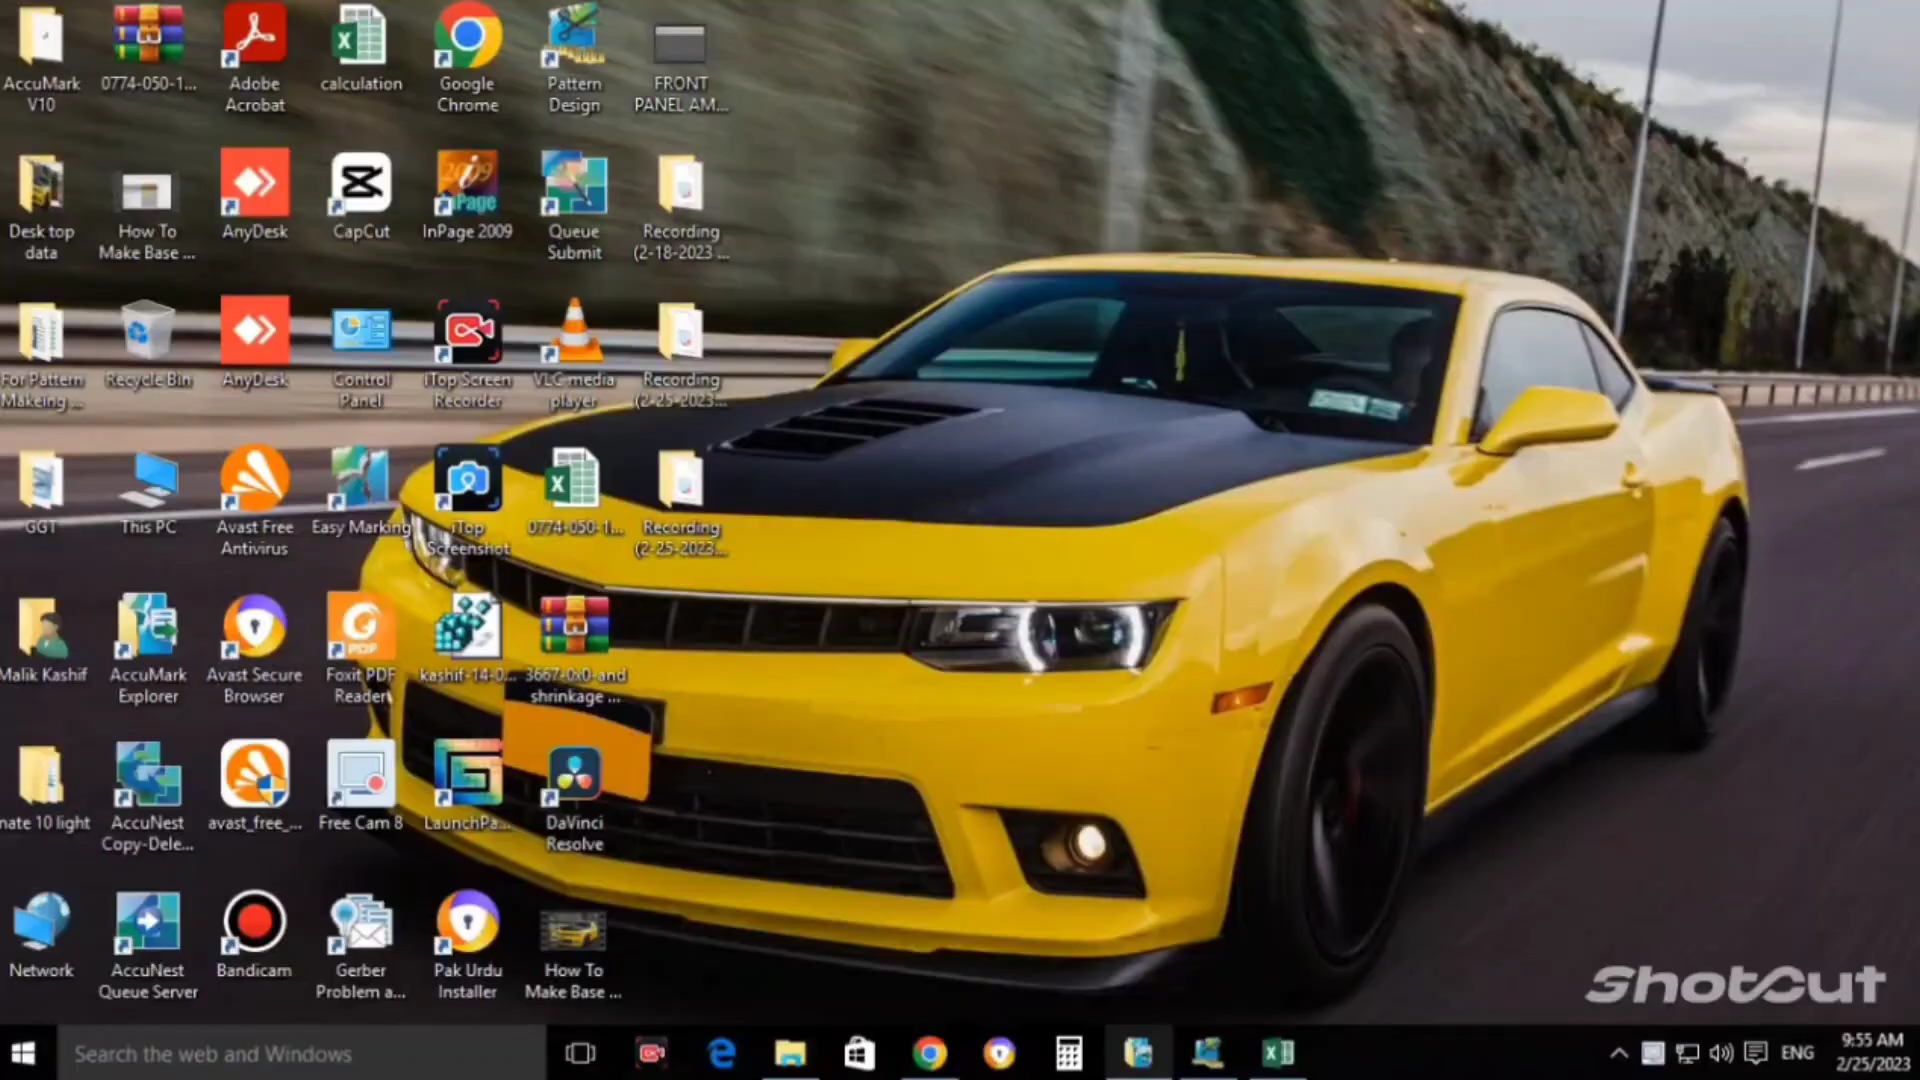 AccuMark
V10
0774-050-1...
Adobe
Acrobat
calculation
Google
Chrome
Pattern
Design
FRONT
PANEL AM...
Desk top
data
How To
Make Base ...
AnyDesk
CapCut
InPage 2009
Queue
Submit
Recording
(2-18-2023 ...
For Pattern
Makeing ...
Recycle Bin
AnyDesk
Control
Panel
iTop Screen
Recorder
VLC media
player
Recording
(2-25-2023...
GGT
This PC
Avast Free
Antivirus
Easy Marking
iTop
Screenshot
0774-050-1...
Recording
(2-25-2023...
Malik Kashif
AccuMark
Explorer
Avast Secure
Browser
Foxit PDF
Reader
kashif-14-0...
3667-0x0-and
shrinkage ...
nate 10 light
AccuNest
Copy-Dele...
avast_free_...
Free Cam 8
LaunchPa...
DaVinci
Resolve
Network
AccuNest
Queue Server
Bandicam
Gerber
Problem a...
Pak Urdu
Installer
How To
Make Base ...
ShotCut
Search the web and Windows
ENG
9:55 AM
2/25/2023